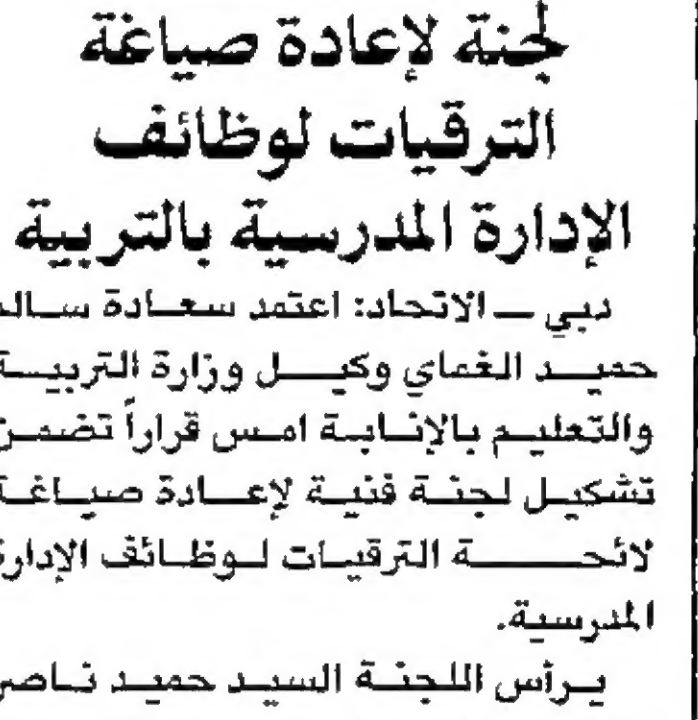 لجنة لإعادة صياغة
الترقيات لوظائف
الإدارة المدرسية بالتربية
دبي ــ الاتحاد: اعتمد سعادة سالم
حميد الغماي وكيل وزارة التربية
والتعليم بالإنابة امس قراراً تضمن
تشكيل لجنة فنية لإعادة صياغة
لائحة الترقيات لوظائف الإدارة
المدرسية.
يرأس اللجنة السيد حميد ناصر